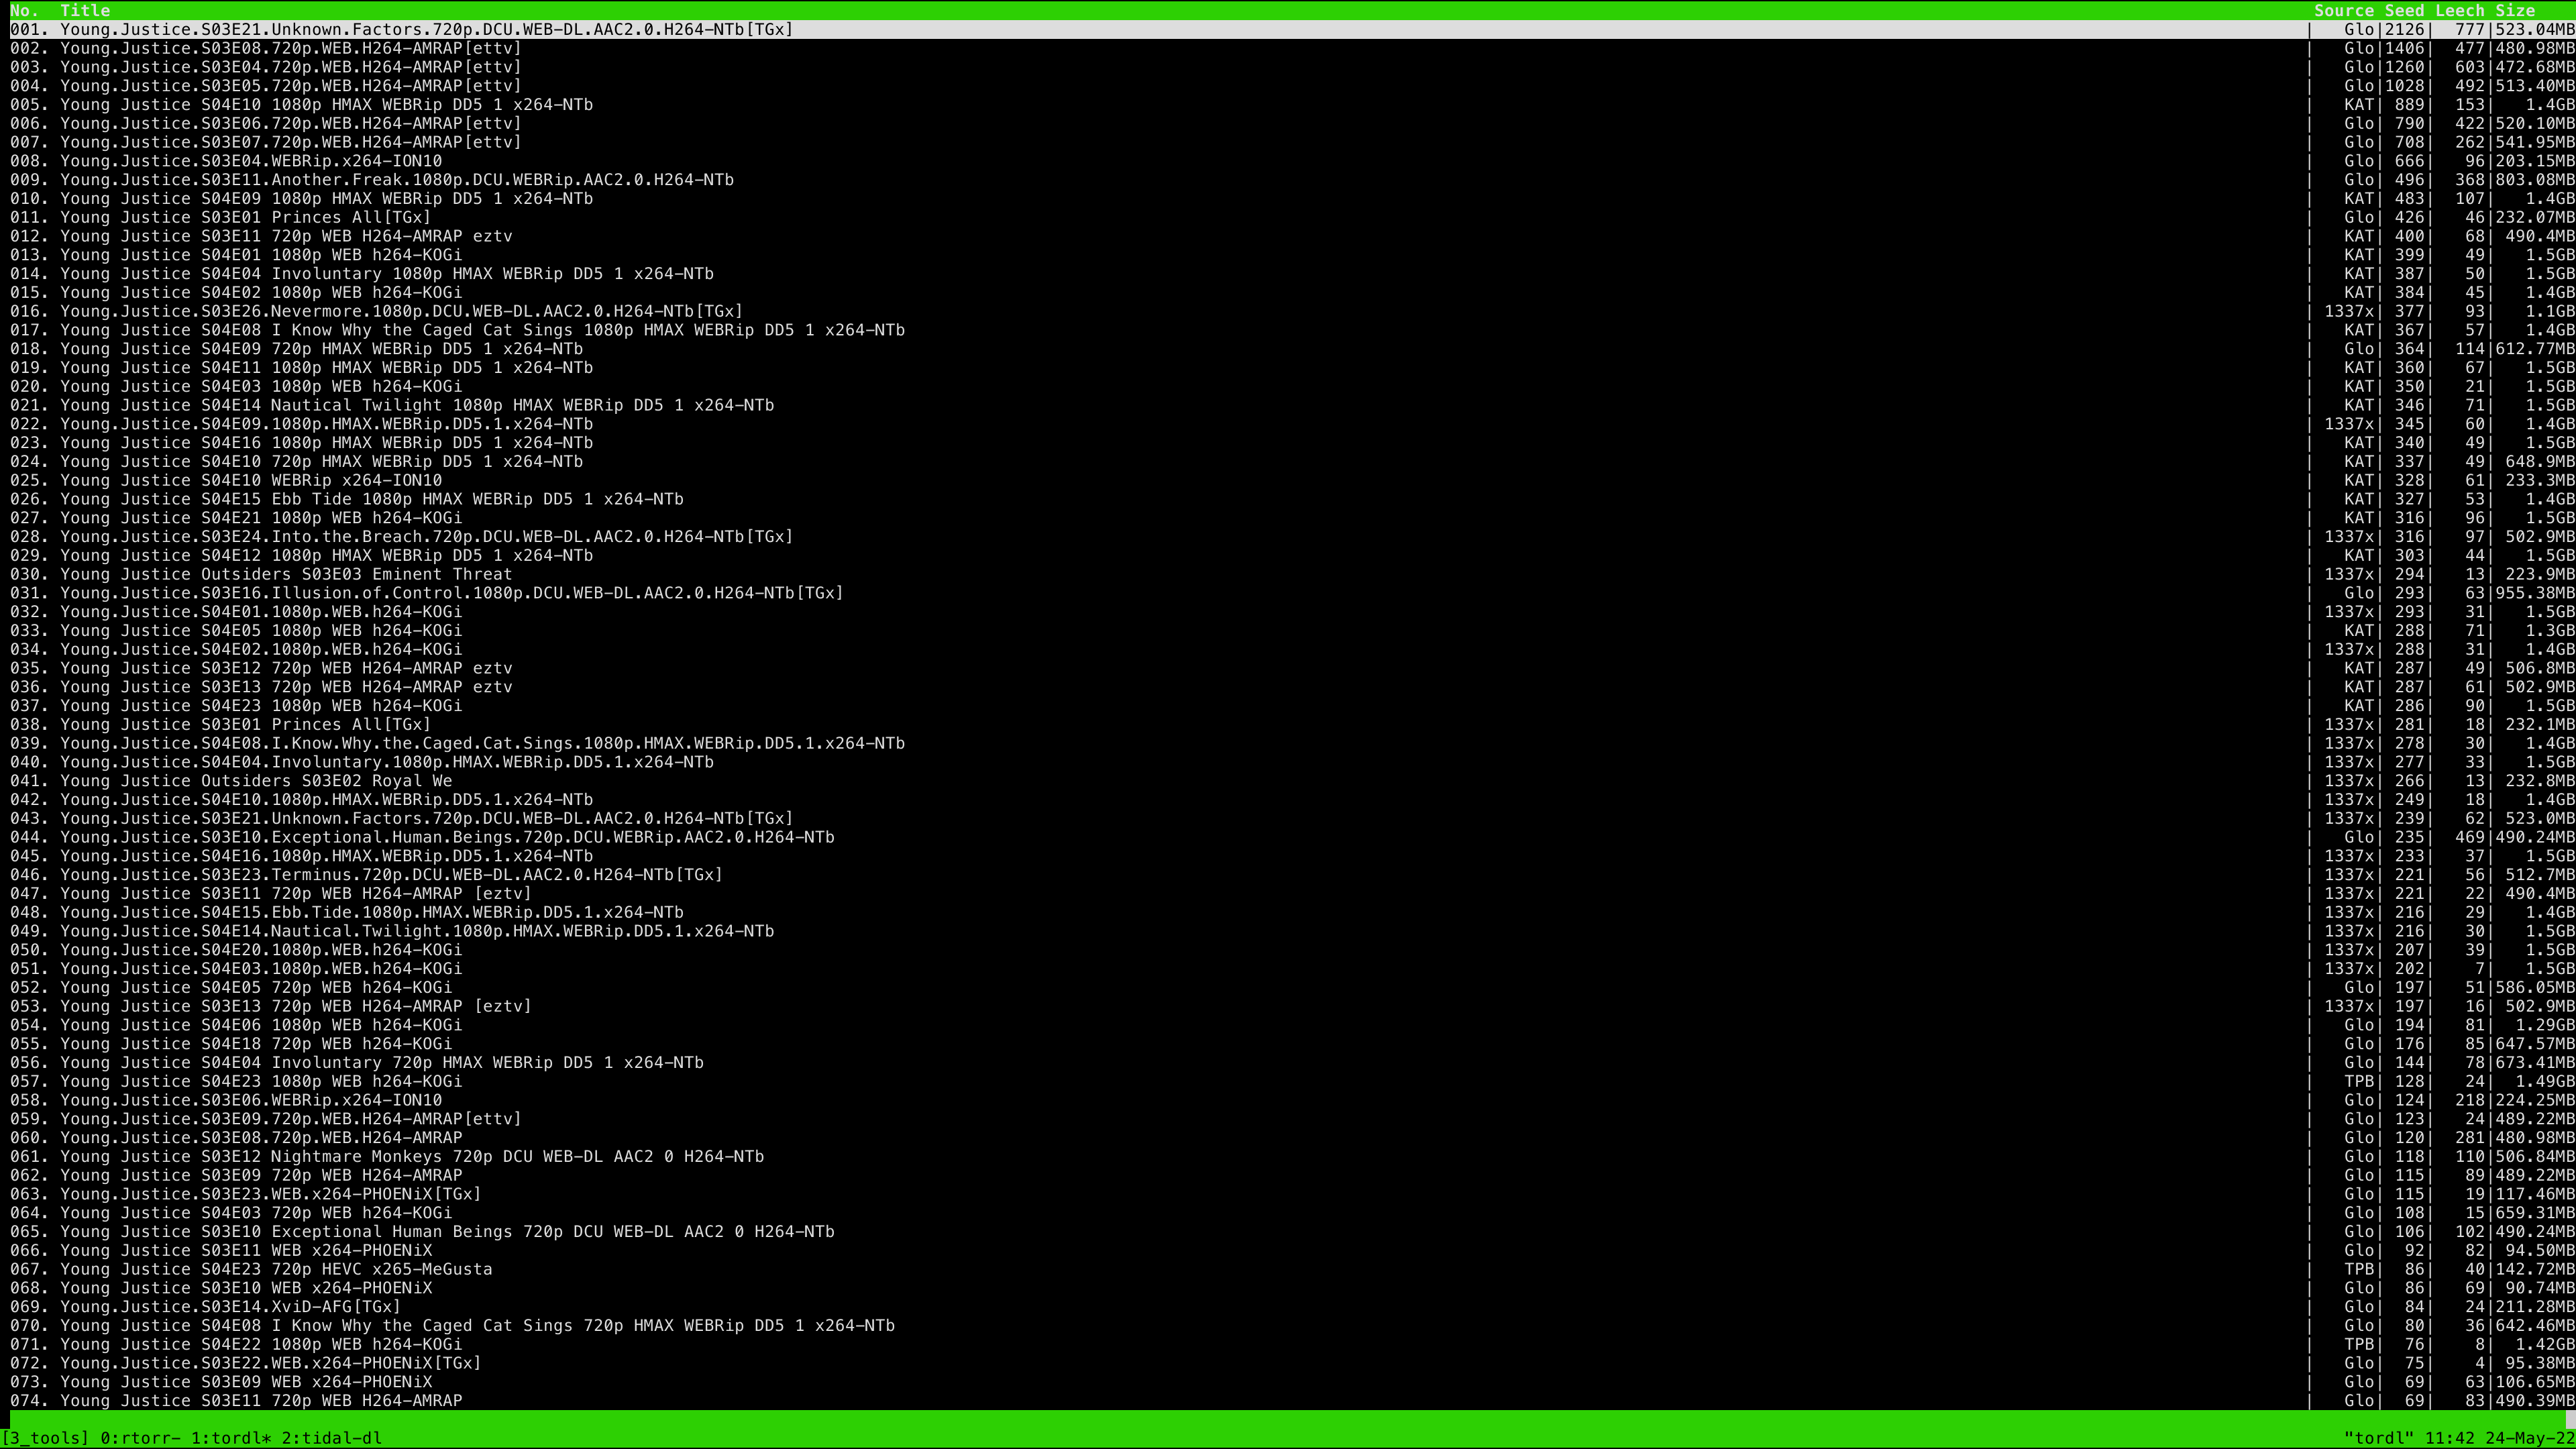 No.  Title Source Seed Leech Size
001. Young.Justice.S03E21.Unknown.Factors.720p.DCU.WEB-DL.AAC2.0.H264-NTb[TGx] | Glo|2126| 777|523.04MB
002. Young.Justice.S03E08.720p.WEB.H264-AMRAP[ettv] | Glo|1406| 477|480.98MB
003. Young.Justice.S03E04.720p.WEB.H264-AMRAP[ettv] | Glo|1260| 603|472.68MB
004. Young.Justice.S03E05.720p.WEB.H264-AMRAP[ettv] | Glo|1028| 492|513.40MB
005. Young Justice S04E10 1080p HMAX WEBRip DD5 1 x264-NTb | KAT| 889| 153| 1.4GB
006. Young.Justice.S03E06.720p.WEB.H264-AMRAP[ettv] | Glo| 790| 422|520.10MB
007. Young.Justice.S03E07.720p.WEB.H264-AMRAP[ettv] | Glo| 708| 262|541.95MB
008. Young.Justice.S03E04.WEBRip.x264-ION10 | Glo| 666| 96|203.15MB
009. Young.Justice.S03E11.Another.Freak.1080p.DCU.WEBRip.AAC2.0.H264-NTb | Glo| 496| 368|803.08MB
010. Young Justice S04E09 1080p HMAX WEBRip DD5 1 x264-NTb | KAT| 483| 107| 1.4GB
011. Young Justice S03E01 Princes All[TGx] | Glo| 426| 46|232.07MB
012. Young Justice S03E11 720p WEB H264-AMRAP eztv | KAT| 400| 68| 490.4MB
013. Young Justice S04E01 1080p WEB h264-KOGi | KAT| 399| 49| 1.5GB
014. Young Justice S04E04 Involuntary 1080p HMAX WEBRip DD5 1 x264-NTb | KAT| 387| 50| 1.5GB
015. Young Justice S04E02 1080p WEB h264-KOGi | KAT| 384| 45| 1.4GB
016. Young.Justice.S03E26.Nevermore.1080p.DCU.WEB-DL.AAC2.0.H264-NTb[TGx] | 1337x| 377| 93| 1.1GB
017. Young Justice S04E08 I Know Why the Caged Cat Sings 1080p HMAX WEBRip DD5 1 x264-NTb | KAT| 367| 57| 1.4GB
018. Young Justice S04E09 720p HMAX WEBRip DD5 1 x264-NTb | Glo| 364| 114|612.77MB
019. Young Justice S04E11 1080p HMAX WEBRip DD5 1 x264-NTb | KAT| 360| 67| 1.5GB
020. Young Justice S04E03 1080p WEB h264-KOGi | KAT| 350| 21| 1.5GB
021. Young Justice S04E14 Nautical Twilight 1080p HMAX WEBRip DD5 1 x264-NTb | KAT| 346| 71| 1.5GB
022. Young.Justice.S04E09.1080p.HMAX.WEBRip.DD5.1.x264-NTb | 1337x| 345| 60| 1.4GB
023. Young Justice S04E16 1080p HMAX WEBRip DD5 1 x264-NTb | KAT| 340| 49| 1.5GB
024. Young Justice S04E10 720p HMAX WEBRip DD5 1 x264-NTb | KAT| 337| 49| 648.9MB
025. Young Justice S04E10 WEBRip x264-ION10 | KAT| 328| 61| 233.3MB
026. Young Justice S04E15 Ebb Tide 1080p HMAX WEBRip DD5 1 x264-NTb | KAT| 327| 53| 1.4GB
027. Young Justice S04E21 1080p WEB h264-KOGi | KAT| 316| 96| 1.5GB
028. Young.Justice.S03E24.Into.the.Breach.720p.DCU.WEB-DL.AAC2.0.H264-NTb[TGx] | 1337x| 316| 97| 502.9MB
029. Young Justice S04E12 1080p HMAX WEBRip DD5 1 x264-NTb | KAT| 303| 44| 1.5GB
030. Young Justice Outsiders S03E03 Eminent Threat | 1337x| 294| 13| 223.9MB
031. Young.Justice.S03E16.Illusion.of.Control.1080p.DCU.WEB-DL.AAC2.0.H264-NTb[TGx] | Glo| 293| 63|955.38MB
032. Young.Justice.S04E01.1080p.WEB.h264-KOGi | 1337x| 293| 31| 1.5GB
033. Young Justice S04E05 1080p WEB h264-KOGi | KAT| 288| 71| 1.3GB
034. Young.Justice.S04E02.1080p.WEB.h264-KOGi | 1337x| 288| 31| 1.4GB
035. Young Justice S03E12 720p WEB H264-AMRAP eztv | KAT| 287| 49| 506.8MB
036. Young Justice S03E13 720p WEB H264-AMRAP eztv | KAT| 287| 61| 502.9MB
037. Young Justice S04E23 1080p WEB h264-KOGi | KAT| 286| 90| 1.5GB
038. Young Justice S03E01 Princes All[TGx] | 1337x| 281| 18| 232.1MB
039. Young.Justice.S04E08.I.Know.Why.the.Caged.Cat.Sings.1080p.HMAX.WEBRip.DD5.1.x264-NTb | 1337x| 278| 30| 1.4GB
040. Young.Justice.S04E04.Involuntary.1080p.HMAX.WEBRip.DD5.1.x264-NTb | 1337x| 277| 33| 1.5GB
041. Young Justice Outsiders S03E02 Royal We | 1337x| 266| 13| 232.8MB
042. Young.Justice.S04E10.1080p.HMAX.WEBRip.DD5.1.x264-NTb | 1337x| 249| 18| 1.4GB
043. Young.Justice.S03E21.Unknown.Factors.720p.DCU.WEB-DL.AAC2.0.H264-NTb[TGx] | 1337x| 239| 62| 523.0MB
044. Young.Justice.S03E10.Exceptional.Human.Beings.720p.DCU.WEBRip.AAC2.0.H264-NTb | Glo| 235| 469|490.24MB
045. Young.Justice.S04E16.1080p.HMAX.WEBRip.DD5.1.x264-NTb | 1337x| 233| 37| 1.5GB
046. Young.Justice.S03E23.Terminus.720p.DCU.WEB-DL.AAC2.0.H264-NTb[TGx] | 1337x| 221| 56| 512.7MB
047. Young Justice S03E11 720p WEB H264-AMRAP [eztv] | 1337x| 221| 22| 490.4MB
048. Young.Justice.S04E15.Ebb.Tide.1080p.HMAX.WEBRip.DD5.1.x264-NTb | 1337x| 216| 29| 1.4GB
049. Young.Justice.S04E14.Nautical.Twilight.1080p.HMAX.WEBRip.DD5.1.x264-NTb | 1337x| 216| 30| 1.5GB
050. Young.Justice.S04E20.1080p.WEB.h264-KOGi | 1337x| 207| 39| 1.5GB
051. Young.Justice.S04E03.1080p.WEB.h264-KOGi | 1337x| 202| 7| 1.5GB
052. Young Justice S04E05 720p WEB h264-KOGi | Glo| 197| 51|586.05MB
053. Young Justice S03E13 720p WEB H264-AMRAP [eztv] | 1337x| 197| 16| 502.9MB
054. Young Justice S04E06 1080p WEB h264-KOGi | Glo| 194| 81| 1.29GB
055. Young Justice S04E18 720p WEB h264-KOGi | Glo| 176| 85|647.57MB
056. Young Justice S04E04 Involuntary 720p HMAX WEBRip DD5 1 x264-NTb | Glo| 144| 78|673.41MB
057. Young Justice S04E23 1080p WEB h264-KOGi | TPB| 128| 24| 1.49GB
058. Young.Justice.S03E06.WEBRip.x264-ION10 | Glo| 124| 218|224.25MB
059. Young.Justice.S03E09.720p.WEB.H264-AMRAP[ettv] | Glo| 123| 24|489.22MB
060. Young.Justice.S03E08.720p.WEB.H264-AMRAP | Glo| 120| 281|480.98MB
061. Young Justice S03E12 Nightmare Monkeys 720p DCU WEB-DL AAC2 0 H264-NTb | Glo| 118| 110|506.84MB
062. Young Justice S03E09 720p WEB H264-AMRAP | Glo| 115| 89|489.22MB
063. Young.Justice.S03E23.WEB.x264-PHOENiX[TGx] | Glo| 115| 19|117.46MB
064. Young Justice S04E03 720p WEB h264-KOGi | Glo| 108| 15|659.31MB
065. Young Justice S03E10 Exceptional Human Beings 720p DCU WEB-DL AAC2 0 H264-NTb | Glo| 106| 102|490.24MB
066. Young Justice S03E11 WEB x264-PHOENiX | Glo| 92| 82| 94.50MB
067. Young Justice S04E23 720p HEVC x265-MeGusta | TPB| 86| 40|142.72MB
068. Young Justice S03E10 WEB x264-PHOENiX | Glo| 86| 69| 90.74MB
069. Young.Justice.S03E14.XviD-AFG[TGx] | Glo| 84| 24|211.28MB
070. Young Justice S04E08 I Know Why the Caged Cat Sings 720p HMAX WEBRip DD5 1 x264-NTb | Glo| 80| 36|642.46MB
071. Young Justice S04E22 1080p WEB h264-KOGi | TPB| 76| 8| 1.42GB
072. Young.Justice.S03E22.WEB.x264-PHOENiX[TGx] | Glo| 75| 4| 95.38MB
073. Young Justice S03E09 WEB x264-PHOENiX | Glo| 69| 63|106.65MB
074. Young Justice S03E11 720p WEB H264-AMRAP | Glo| 69| 83|490.39MB
[3_tools] 0:rtorr- 1:tordl* 2:tidal-dl "tordl" 11:42 24-May-22